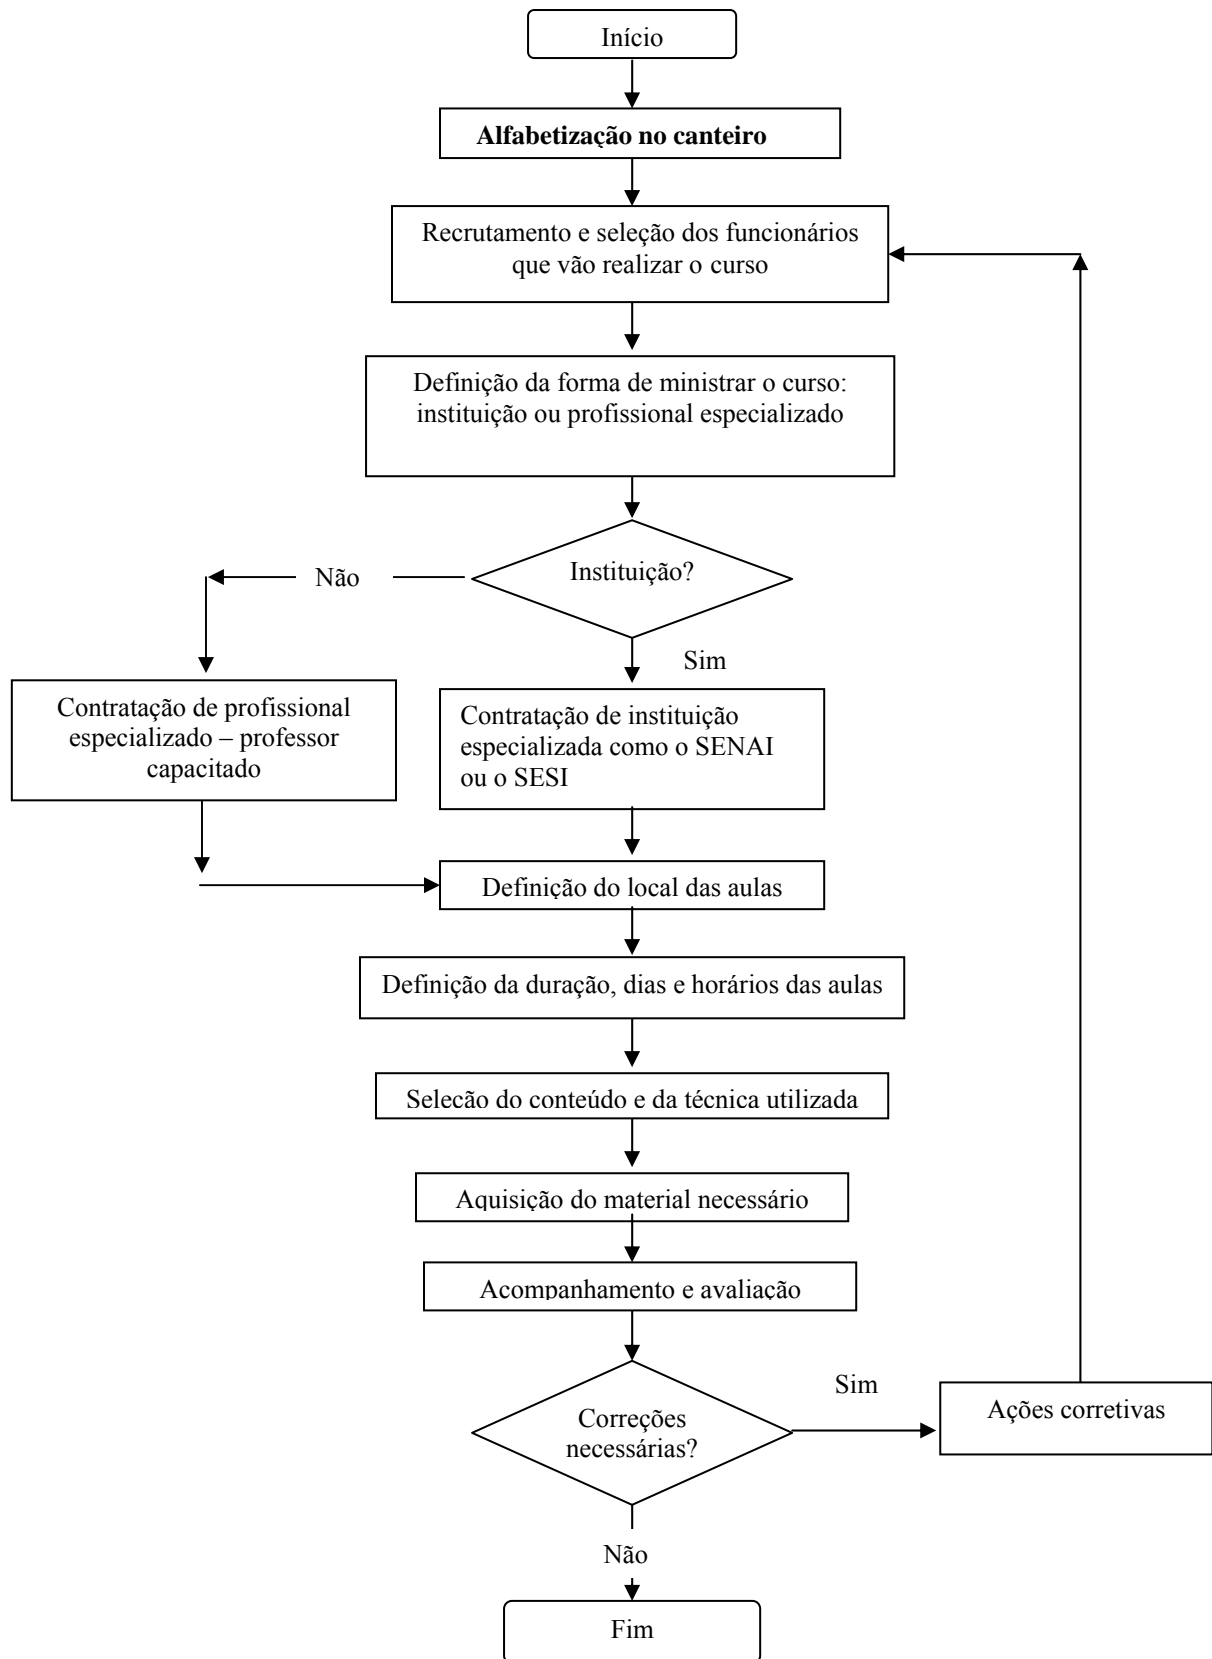 Início
Alfabetização no canteiro
Recrutamento e seleção dos funcionários
que vão realizar o curso
Definição da forma de ministrar o curso:
instituição ou profissional especializado
Instituição?
Não
Sim
Contratação de profissional
especializado – professor
capacitado
Contratação de instituição
especializada como o SENAI
ou o SESI
Definição do local das aulas
Definição da duração, dias e horários das aulas
Selecão do conteúdo e da técnica utilizada
Aquisição do material necessário
Acompanhamento e avaliação
Correções
necessárias?
Sim
Ações corretivas
Não
Fim